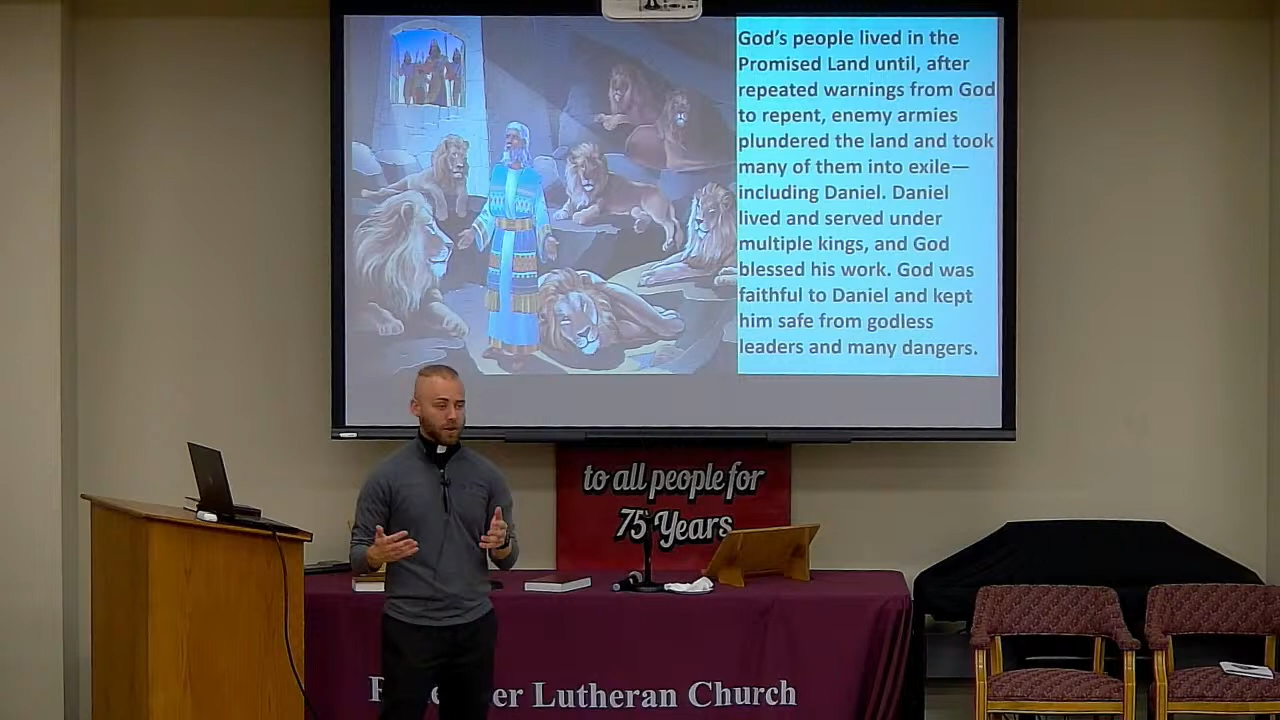 God's people lived in the
Promised Land until, after
repeated warnings from God
to repent, enemy armies
plundered the land and took
many of them into exile—
including Daniel. Daniel
lived and served under
multiple kings, and God
blessed his work. God was
faithful to Daniel and kept
him safe from godless
leaders and many dangers.
to all people for
75 Years
Lutheran Church